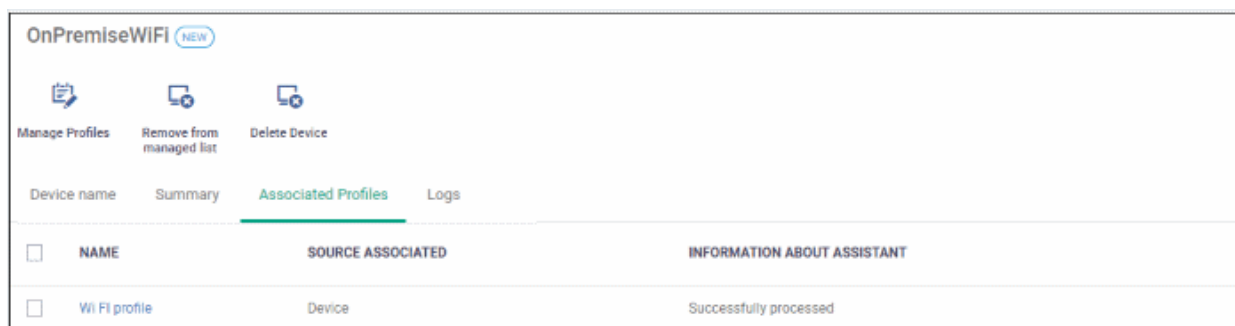 OnPremiseWiFi NEW
Manage Profiles
Remove from
managed list
Delete Device
Device name Summary Associated Profiles Logs
NAME SOURCE ASSOCIATED INFORMATION ABOUT ASSISTANT
Wi FI profile Device Successfully processed